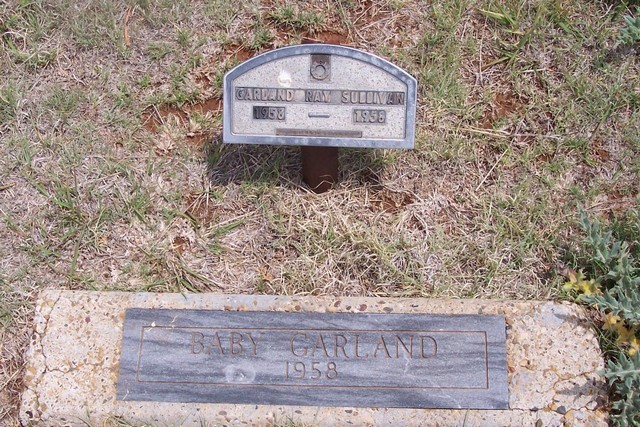 GARLAND RAY SULLIVAN
1958 — 1958
BABY GARLAND
1958